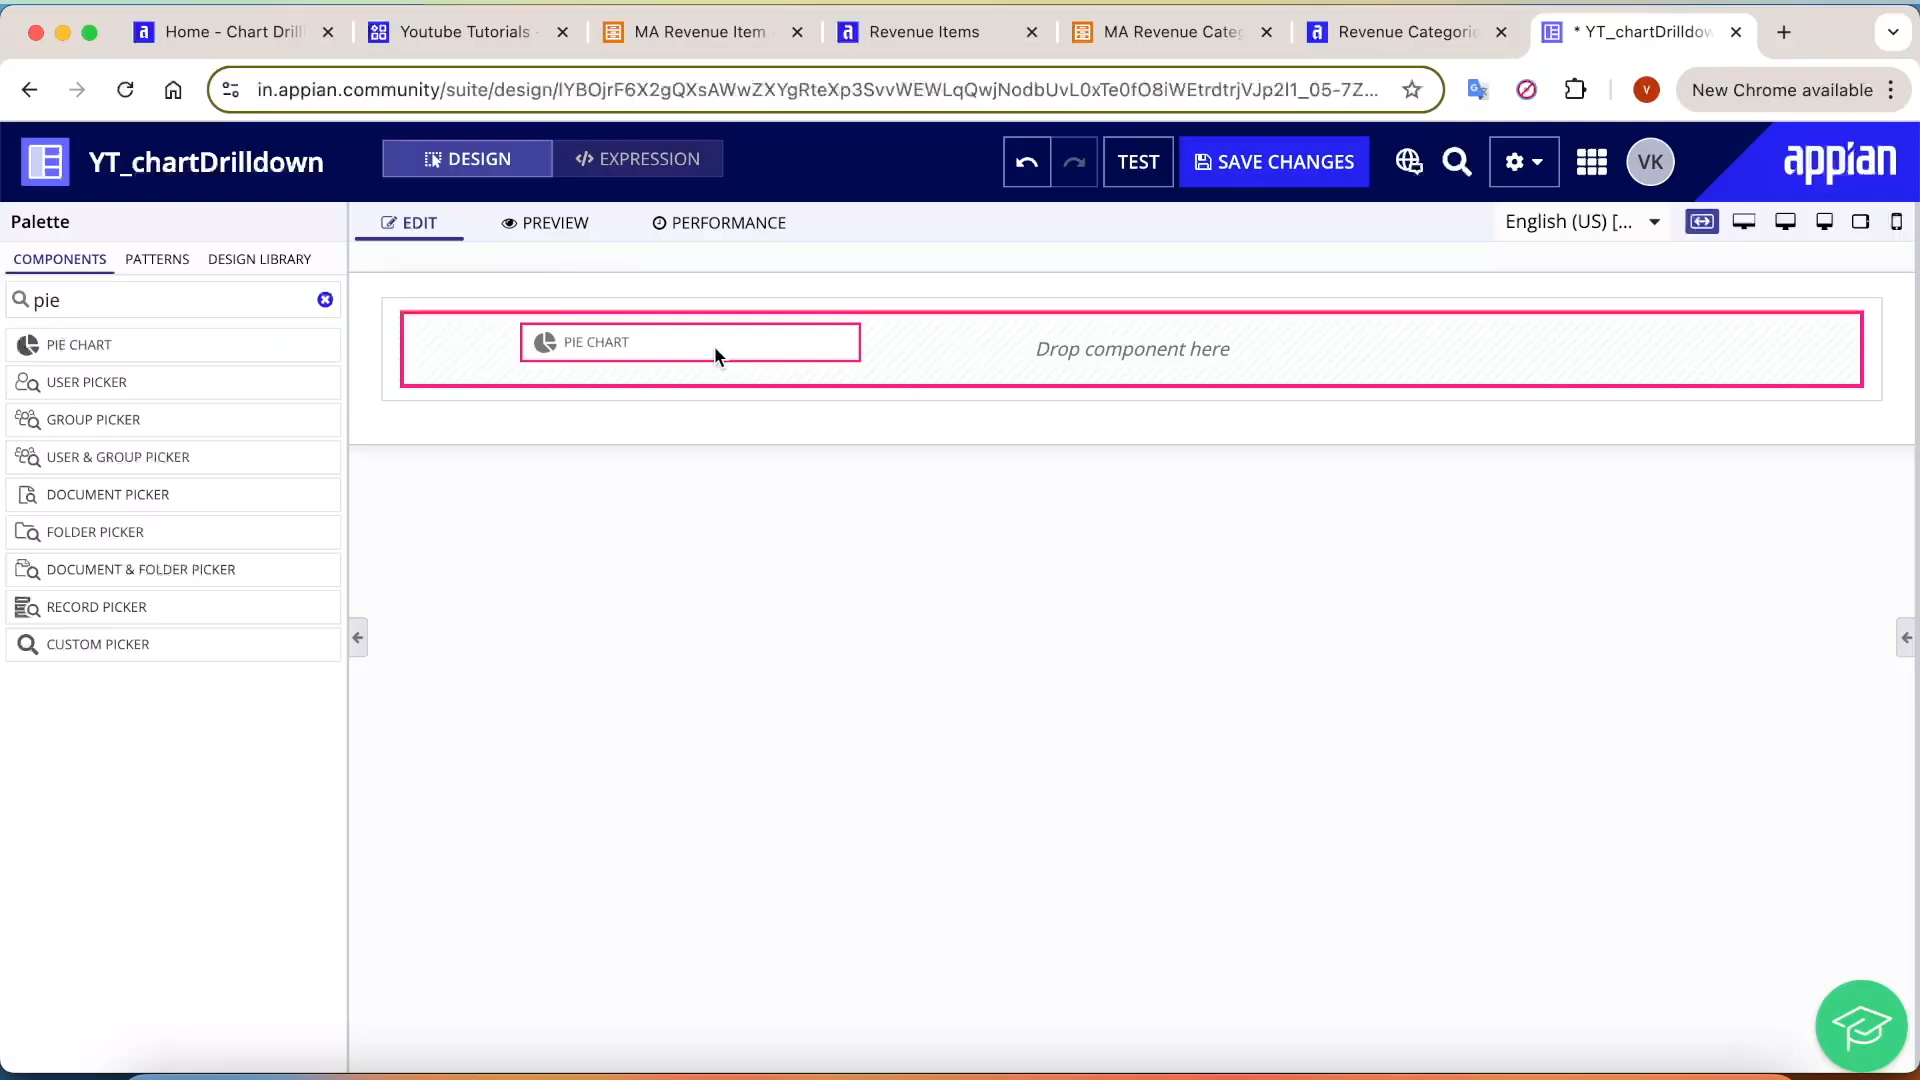 Home - Chart Drill
Youtube Tutorials -
MA Revenue Item
Revenue Items
MA Revenue Categ
Revenue Categori
* YT_chartDrilldow
in.appian.community/suite/design/lYBOjrF6X2gQXsAWwZXYgRteXp3SvvWEWLqQwjNodbUvL0xTe0fO8iWEtrdtrjVJp2l1_05-7Z...
V
New Chrome available
YT_chartDrilldown
DESIGN
</> EXPRESSION
TEST
SAVE CHANGES
VK
appian
Palette
EDIT
PREVIEW
PERFORMANCE
English (US) [...
COMPONENTS
PATTERNS
DESIGN LIBRARY
pie
PIE CHART
USER PICKER
GROUP PICKER
USER & GROUP PICKER
DOCUMENT PICKER
FOLDER PICKER
DOCUMENT & FOLDER PICKER
RECORD PICKER
CUSTOM PICKER
PIE CHART
Drop component here